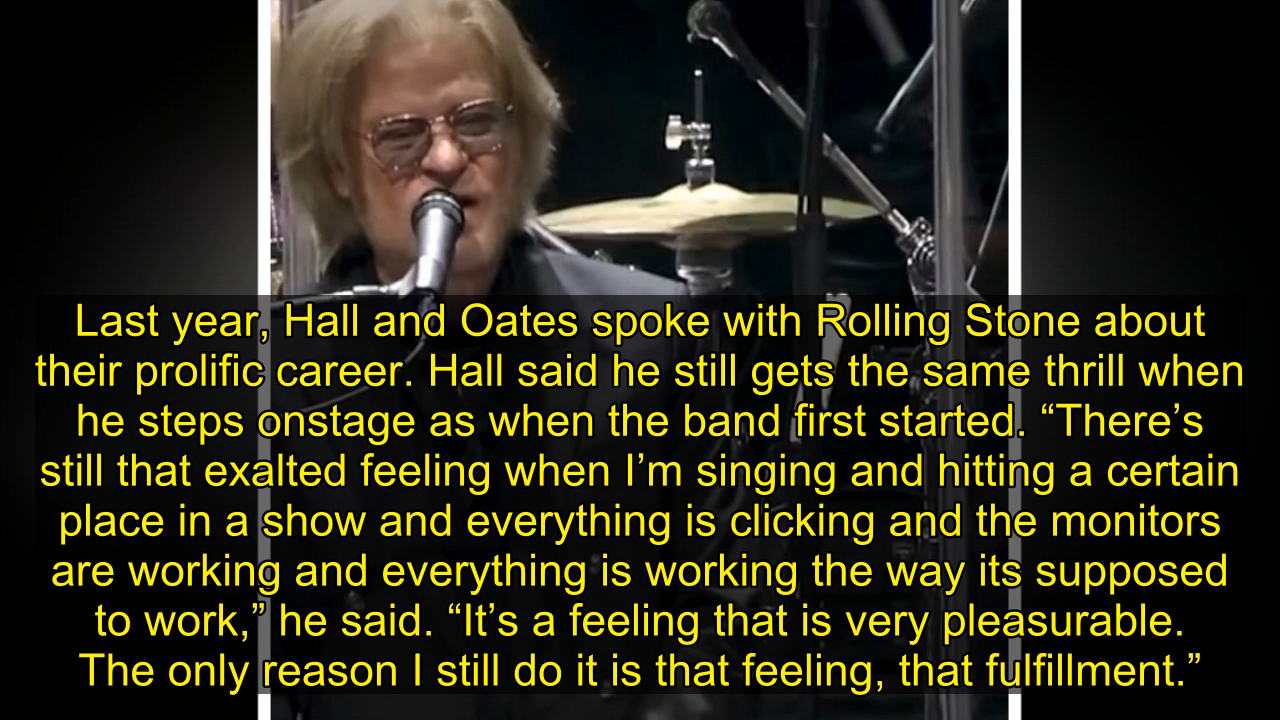 Last year, Hall and Oates spoke with Rolling Stone about
their prolific career. Hall said he still gets the same thrill when
he steps onstage as when the band first started. “There’s
still that exalted feeling when I’m singing and hitting a certain
place in a show and everything is clicking and the monitors
are working and everything is working the way its supposed
to work,” he said. “It’s a feeling that is very pleasurable.
The only reason I still do it is that feeling, that fulfillment.”